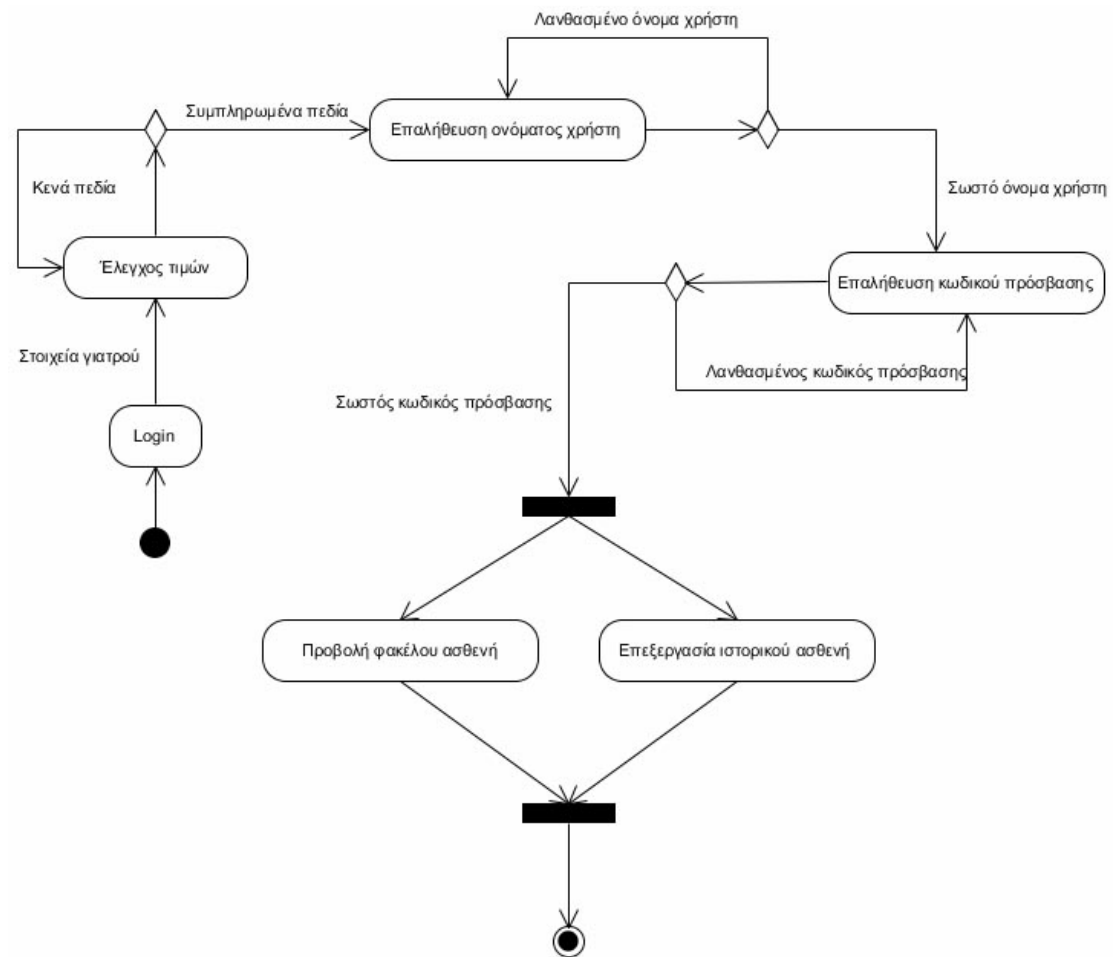 Λανθασμένο όνομα χρήστη
Συμπληρωμένα πεδία
Επαλήθευση ονόματος χρήστη
Κενά πεδία
Σωστό όνομα χρήστη
Έλεγχος τιμών
Επαλήθευση κωδικού πρόσβασης
Στοιχεία γιατρού
Λανθασμένος κωδικός πρόσβασης
Σωστός κωδικός πρόσβασης
Login
Προβολή φακέλου ασθενή
Επεξεργασία ιστορικού ασθενή